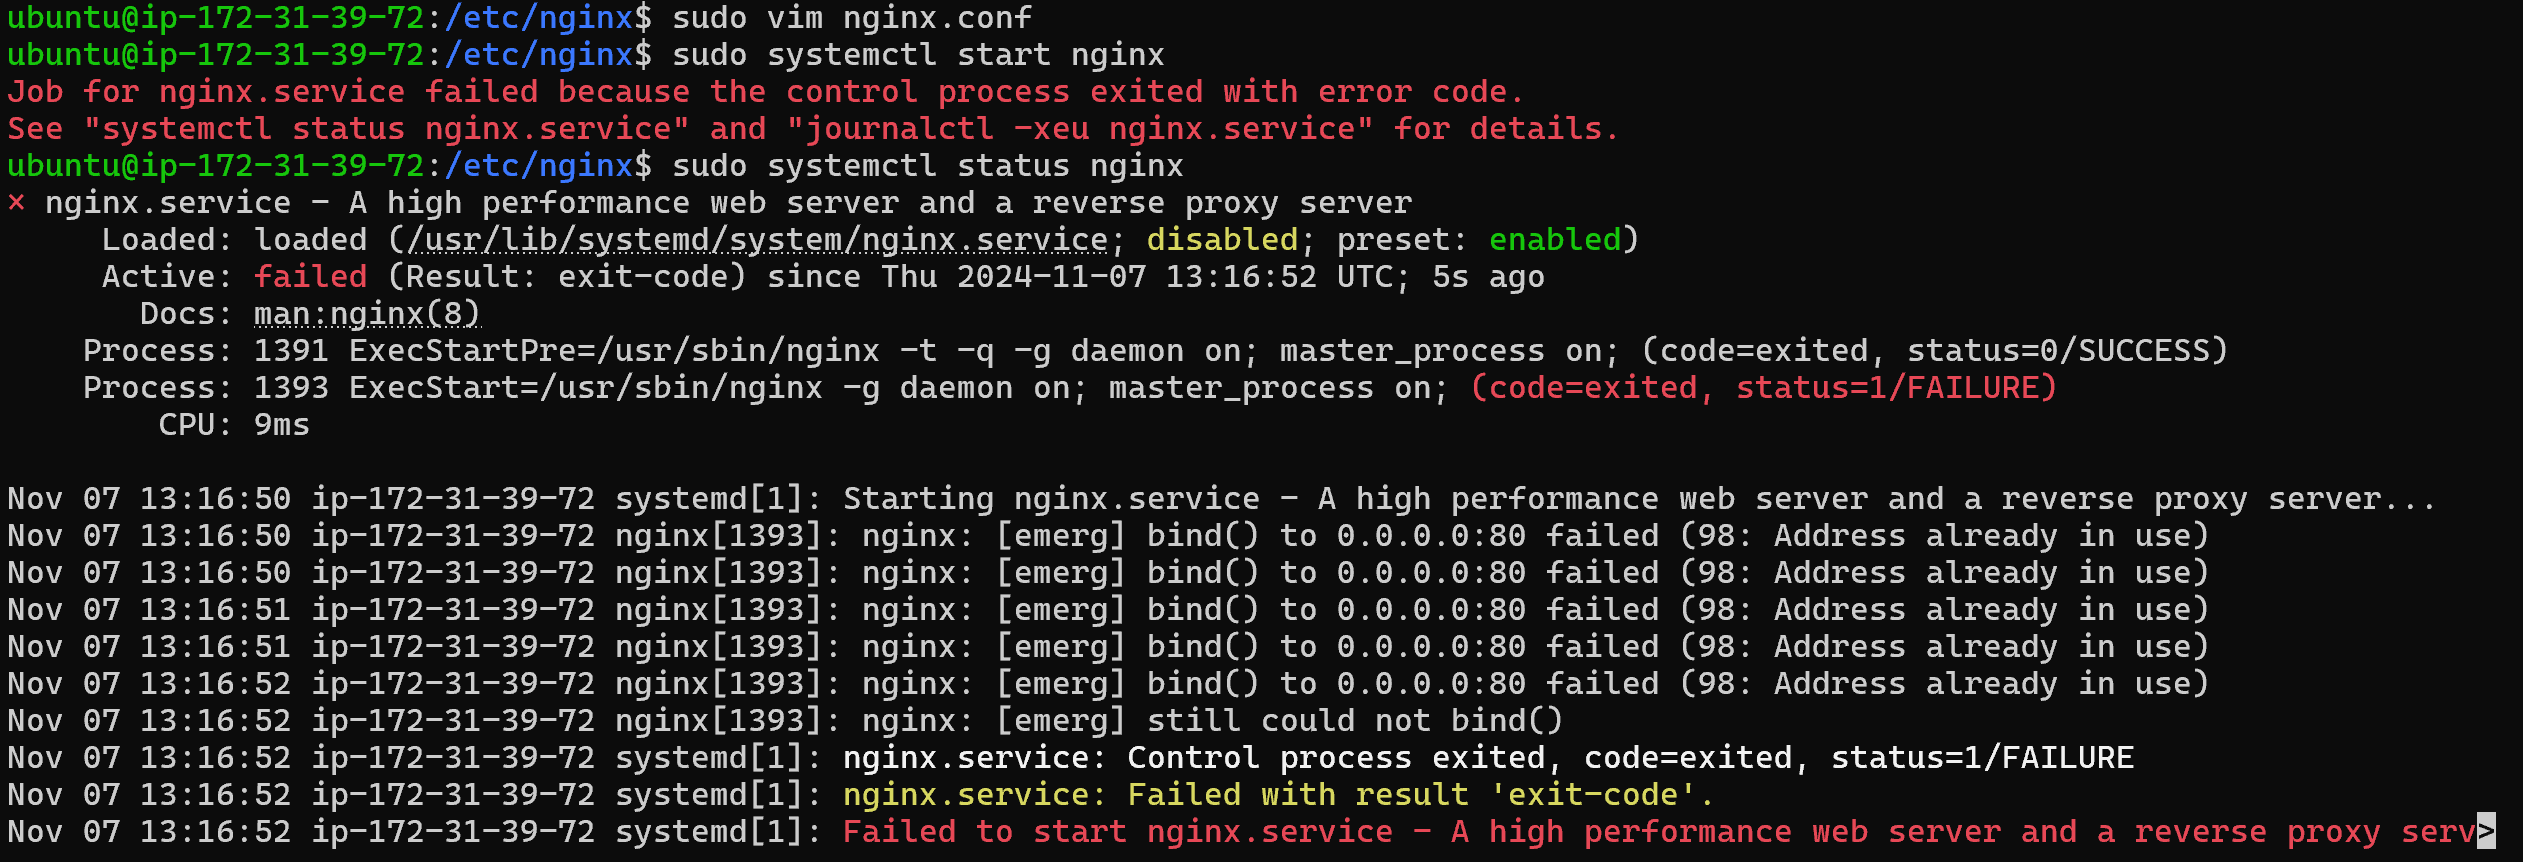 ubuntu@ip-172-31-39-72:/etc/nginx$ sudo vim nginx.conf
ubuntu@ip-172-31-39-72:/etc/nginx$ sudo systemctl start nginx
Job for nginx.service failed because the control process exited with error code.
See "systemctl status nginx.service" and "journalctl -xeu nginx.service" for details.
ubuntu@ip-172-31-39-72:/etc/nginx$ sudo systemctl status nginx
× nginx.service - A high performance web server and a reverse proxy server
     Loaded: loaded (/usr/lib/systemd/system/nginx.service; disabled; preset: enabled)
     Active: failed (Result: exit-code) since Thu 2024-11-07 13:16:52 UTC; 5s ago
       Docs: man:nginx(8)
    Process: 1391 ExecStartPre=/usr/sbin/nginx -t -q -g daemon on; master_process on; (code=exited, status=0/SUCCESS)
    Process: 1393 ExecStart=/usr/sbin/nginx -g daemon on; master_process on; (code=exited, status=1/FAILURE)
        CPU: 9ms

Nov 07 13:16:50 ip-172-31-39-72 systemd[1]: Starting nginx.service - A high performance web server and a reverse proxy server...
Nov 07 13:16:50 ip-172-31-39-72 nginx[1393]: nginx: [emerg] bind() to 0.0.0.0:80 failed (98: Address already in use)
Nov 07 13:16:50 ip-172-31-39-72 nginx[1393]: nginx: [emerg] bind() to 0.0.0.0:80 failed (98: Address already in use)
Nov 07 13:16:51 ip-172-31-39-72 nginx[1393]: nginx: [emerg] bind() to 0.0.0.0:80 failed (98: Address already in use)
Nov 07 13:16:51 ip-172-31-39-72 nginx[1393]: nginx: [emerg] bind() to 0.0.0.0:80 failed (98: Address already in use)
Nov 07 13:16:52 ip-172-31-39-72 nginx[1393]: nginx: [emerg] bind() to 0.0.0.0:80 failed (98: Address already in use)
Nov 07 13:16:52 ip-172-31-39-72 nginx[1393]: nginx: [emerg] still could not bind()
Nov 07 13:16:52 ip-172-31-39-72 systemd[1]: nginx.service: Control process exited, code=exited, status=1/FAILURE
Nov 07 13:16:52 ip-172-31-39-72 systemd[1]: nginx.service: Failed with result 'exit-code'.
Nov 07 13:16:52 ip-172-31-39-72 systemd[1]: Failed to start nginx.service - A high performance web server and a reverse proxy serv>